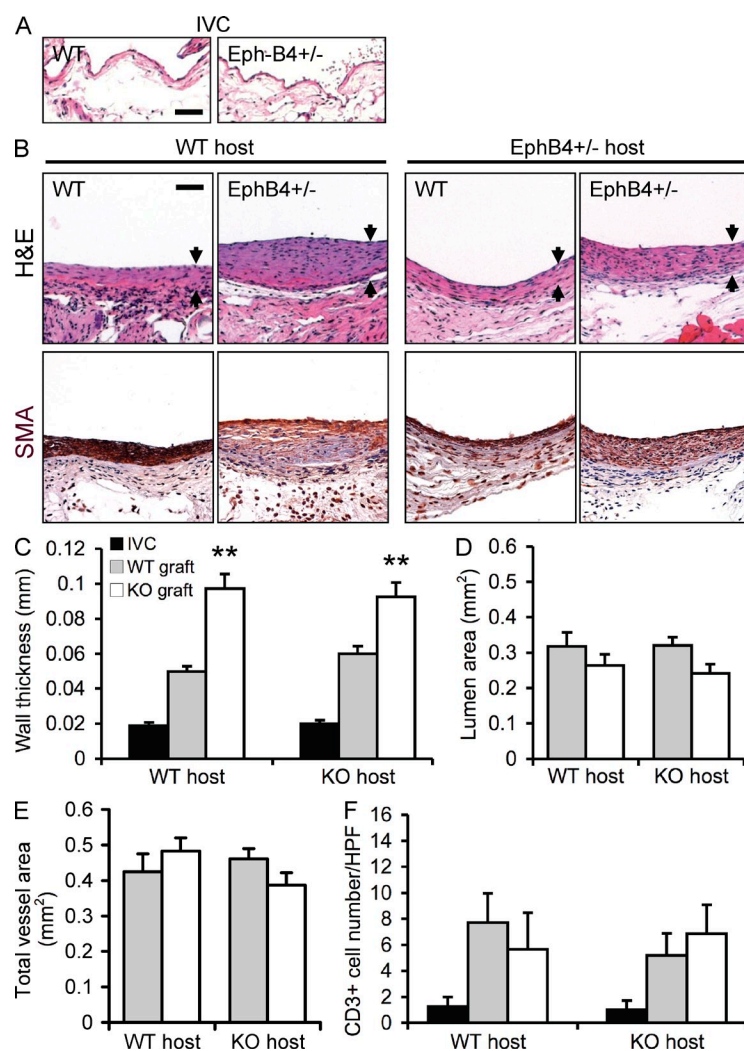 A
IVC
WT
Eph-B4+/-
B
WT host
EphB4+/- host
H&E
WT
EphB4+/-
WT
EphB4+/-
SMA
C
Wall thickness (mm)
0.12
0.1
0.08
0.06
0.04
0.02
0
IVC
WT graft
KO graft
**
**
WT host
KO host
D
Lumen area (mm²)
0.6
0.5
0.4
0.3
0.2
0.1
0
WT host
KO host
E
Total vessel area
(mm²)
0.6
0.5
0.4
0.3
0.2
0.1
0
WT host
KO host
F
CD3+ cell number/HPF
16
14
12
10
8
6
4
2
0
WT host
KO host